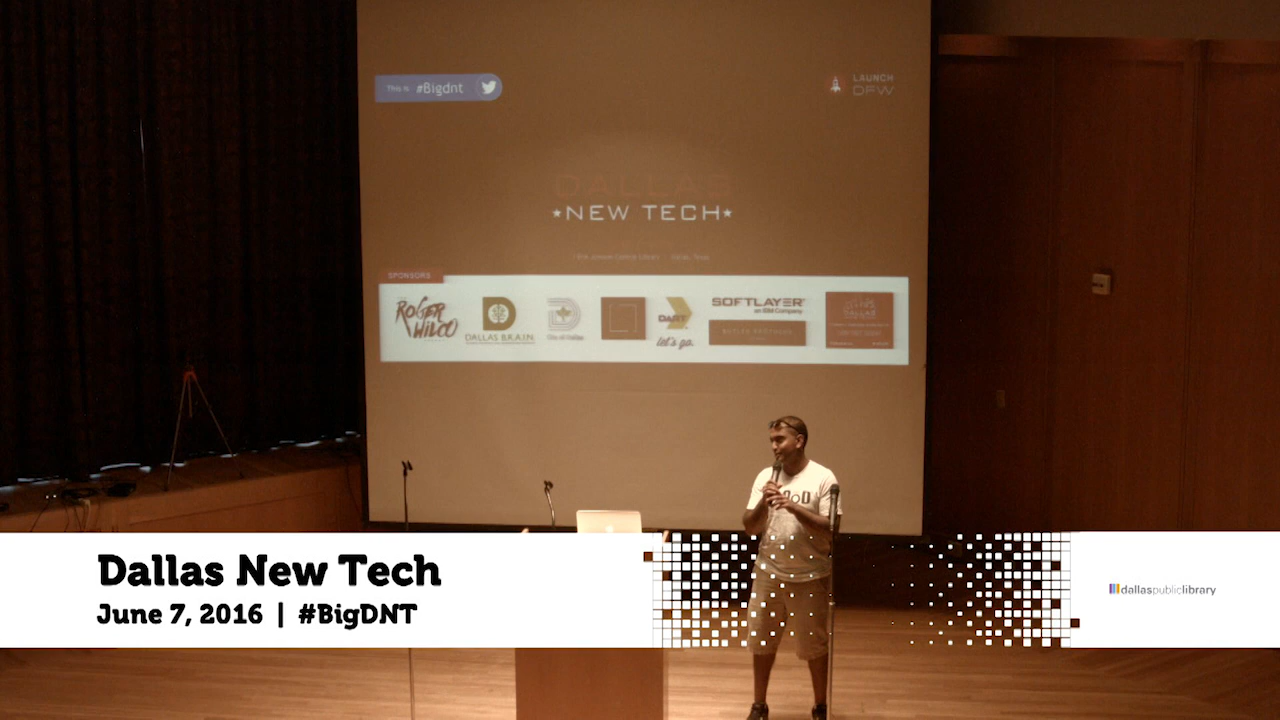 This is #Bigdnt
LAUNCH
DFW
DALLAS
NEW TECH
SPONSORS
ROGER
WILCO
DALLAS B.R.A.I.N.
City of Dallas
DART
let's go.
SOFTLAYER
an IBM Company
DALLAS
Dallas New Tech
June 7, 2016 | #BigDNT
dallaspubliclibrary